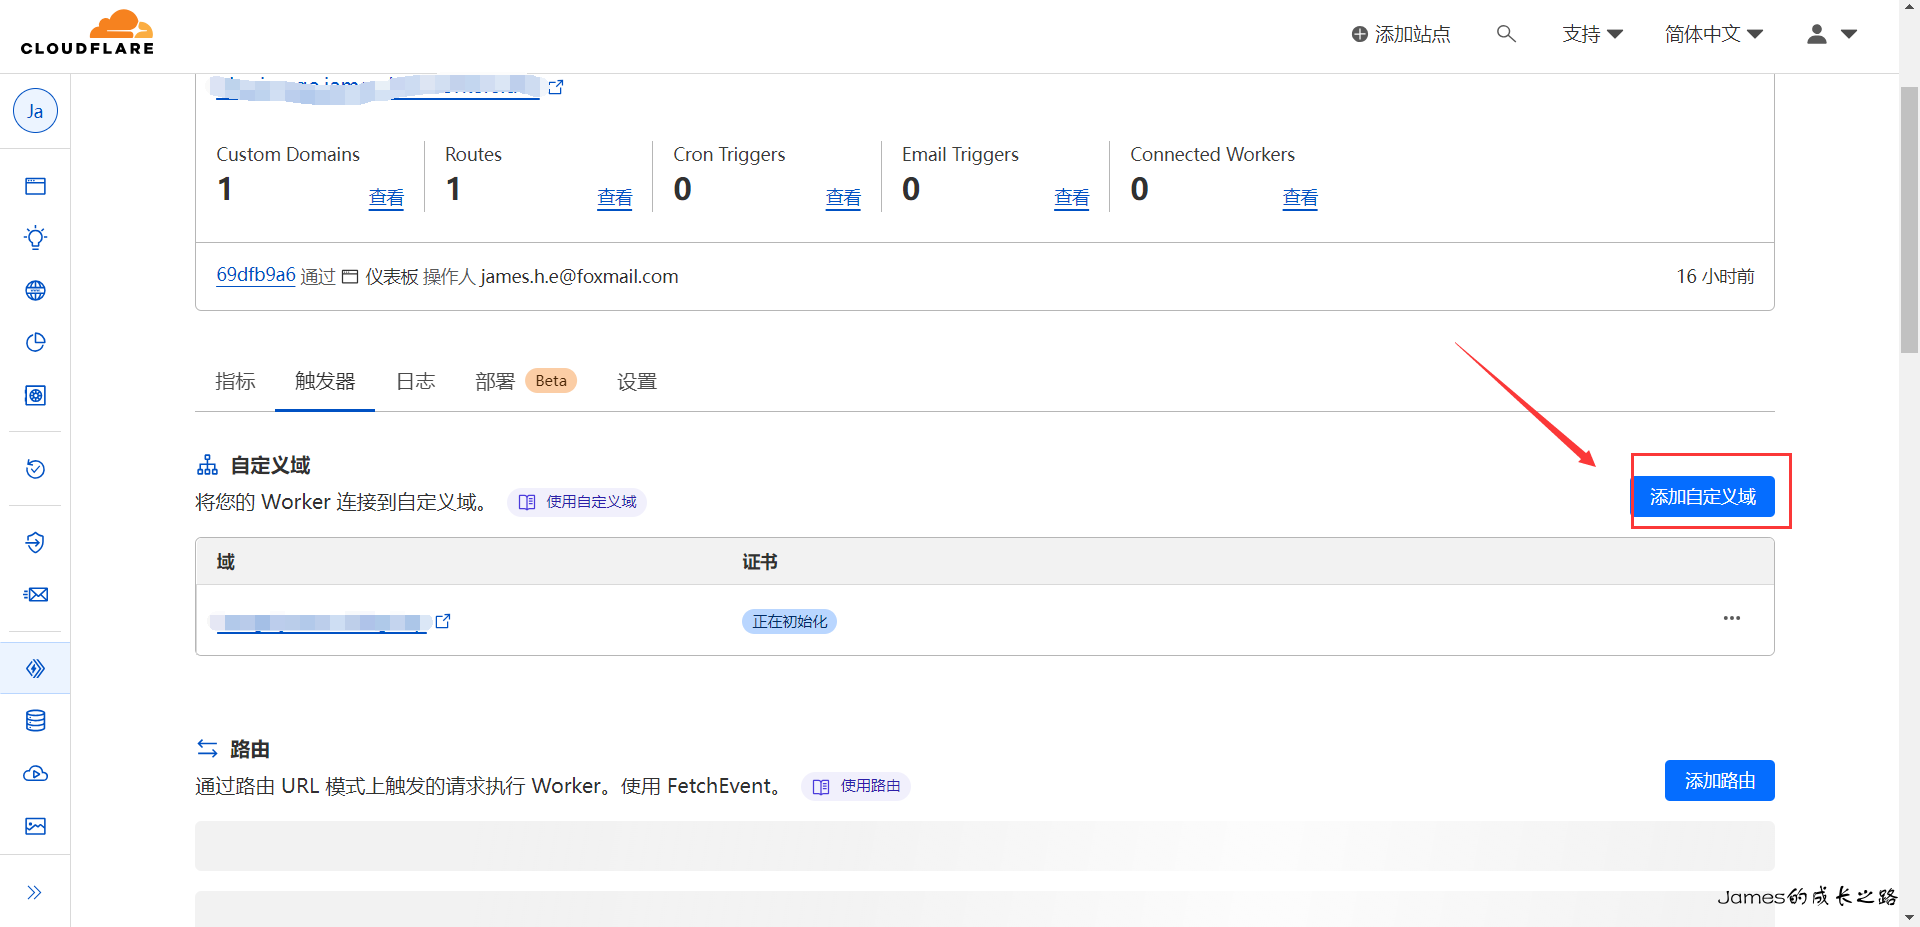 CLOUDFLARE
添加站点
支持
简体中文
Ja
Custom Domains
1
查看
Routes
1
查看
Cron Triggers
0
查看
Email Triggers
0
查看
Connected Workers
0
查看
69dfb9a6 通过 仪表板 操作人 james.h.e@foxmail.com
16 小时前
指标
触发器
日志
部署 Beta
设置
自定义域
将您的 Worker 连接到自定义域。
使用自定义域
添加自定义域
域
证书
正在初始化
路由
通过路由 URL 模式上触发的请求执行 Worker。使用 FetchEvent。
使用路由
添加路由
James的成长之路